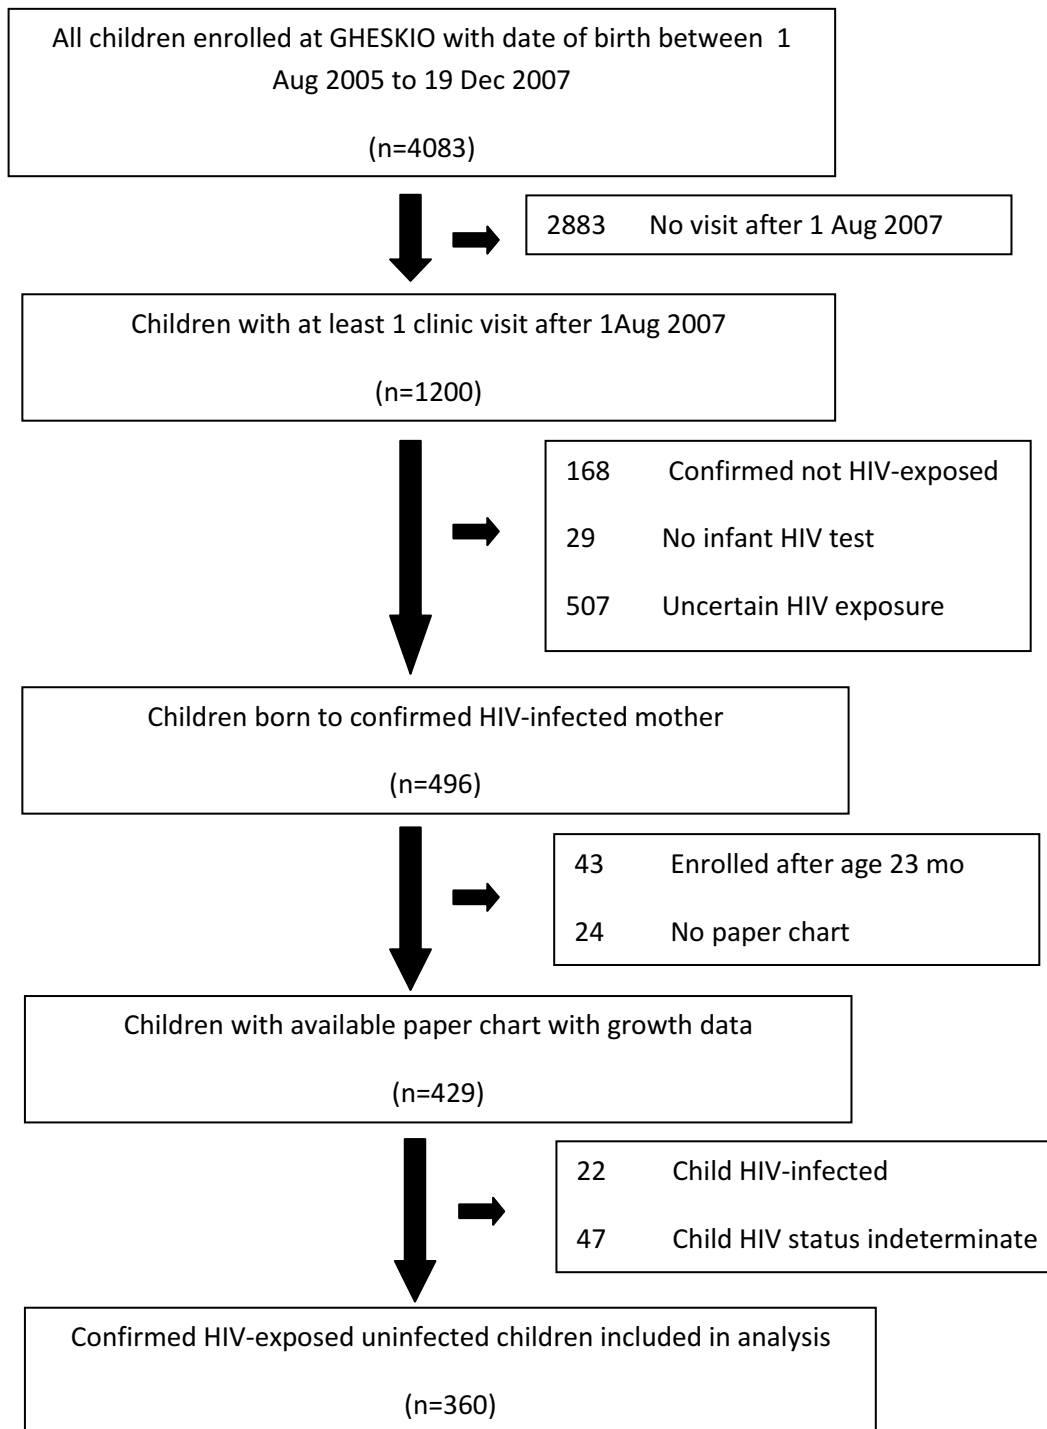 All children enrolled at GHESKIO with date of birth between 1
Aug 2005 to 19 Dec 2007
(n=4083)
2883 No visit after 1 Aug 2007
Children with at least 1 clinic visit after 1Aug 2007
(n=1200)
168 Confirmed not HIV-exposed
29 No infant HIV test
507 Uncertain HIV exposure
Children born to confirmed HIV-infected mother
(n=496)
43 Enrolled after age 23 mo
24 No paper chart
Children with available paper chart with growth data
(n=429)
22 Child HIV-infected
47 Child HIV status indeterminate
Confirmed HIV-exposed uninfected children included in analysis
(n=360)